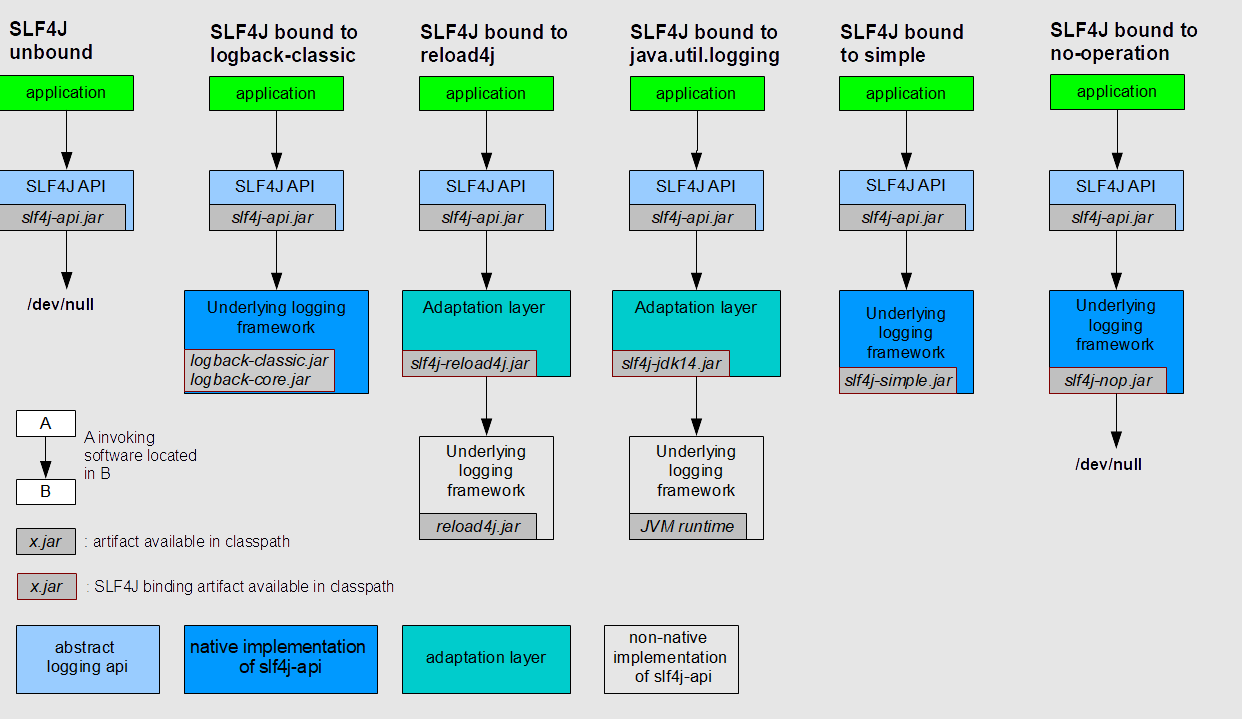 SLF4J
unbound
application
SLF4J API
slf4j-api.jar
/dev/null
SLF4J bound to
logback-classic
application
SLF4J API
slf4j-api.jar
Underlying logging
framework
logback-classic.jar
logback-core.jar
SLF4J bound to
reload4j
application
SLF4J API
slf4j-api.jar
Adaptation layer
slf4j-reload4j.jar
Underlying
logging
framework
reload4j.jar
SLF4J bound to
java.util.logging
application
SLF4J API
slf4j-api.jar
Adaptation layer
slf4j-jdk14.jar
Underlying
logging
framework
JVM runtime
SLF4J bound
to simple
application
SLF4J API
slf4j-api.jar
Underlying
logging
framework
slf4j-simple.jar
SLF4J bound to
no-operation
application
SLF4J API
slf4j-api.jar
Underlying
logging
framework
slf4j-nop.jar
/dev/null
A
B
A invoking
software located
in B
x.jar : artifact available in classpath
x.jar : SLF4J binding artifact available in classpath
abstract
logging api
native implementation
of slf4j-api
adaptation layer
non-native
implementation
of slf4j-api